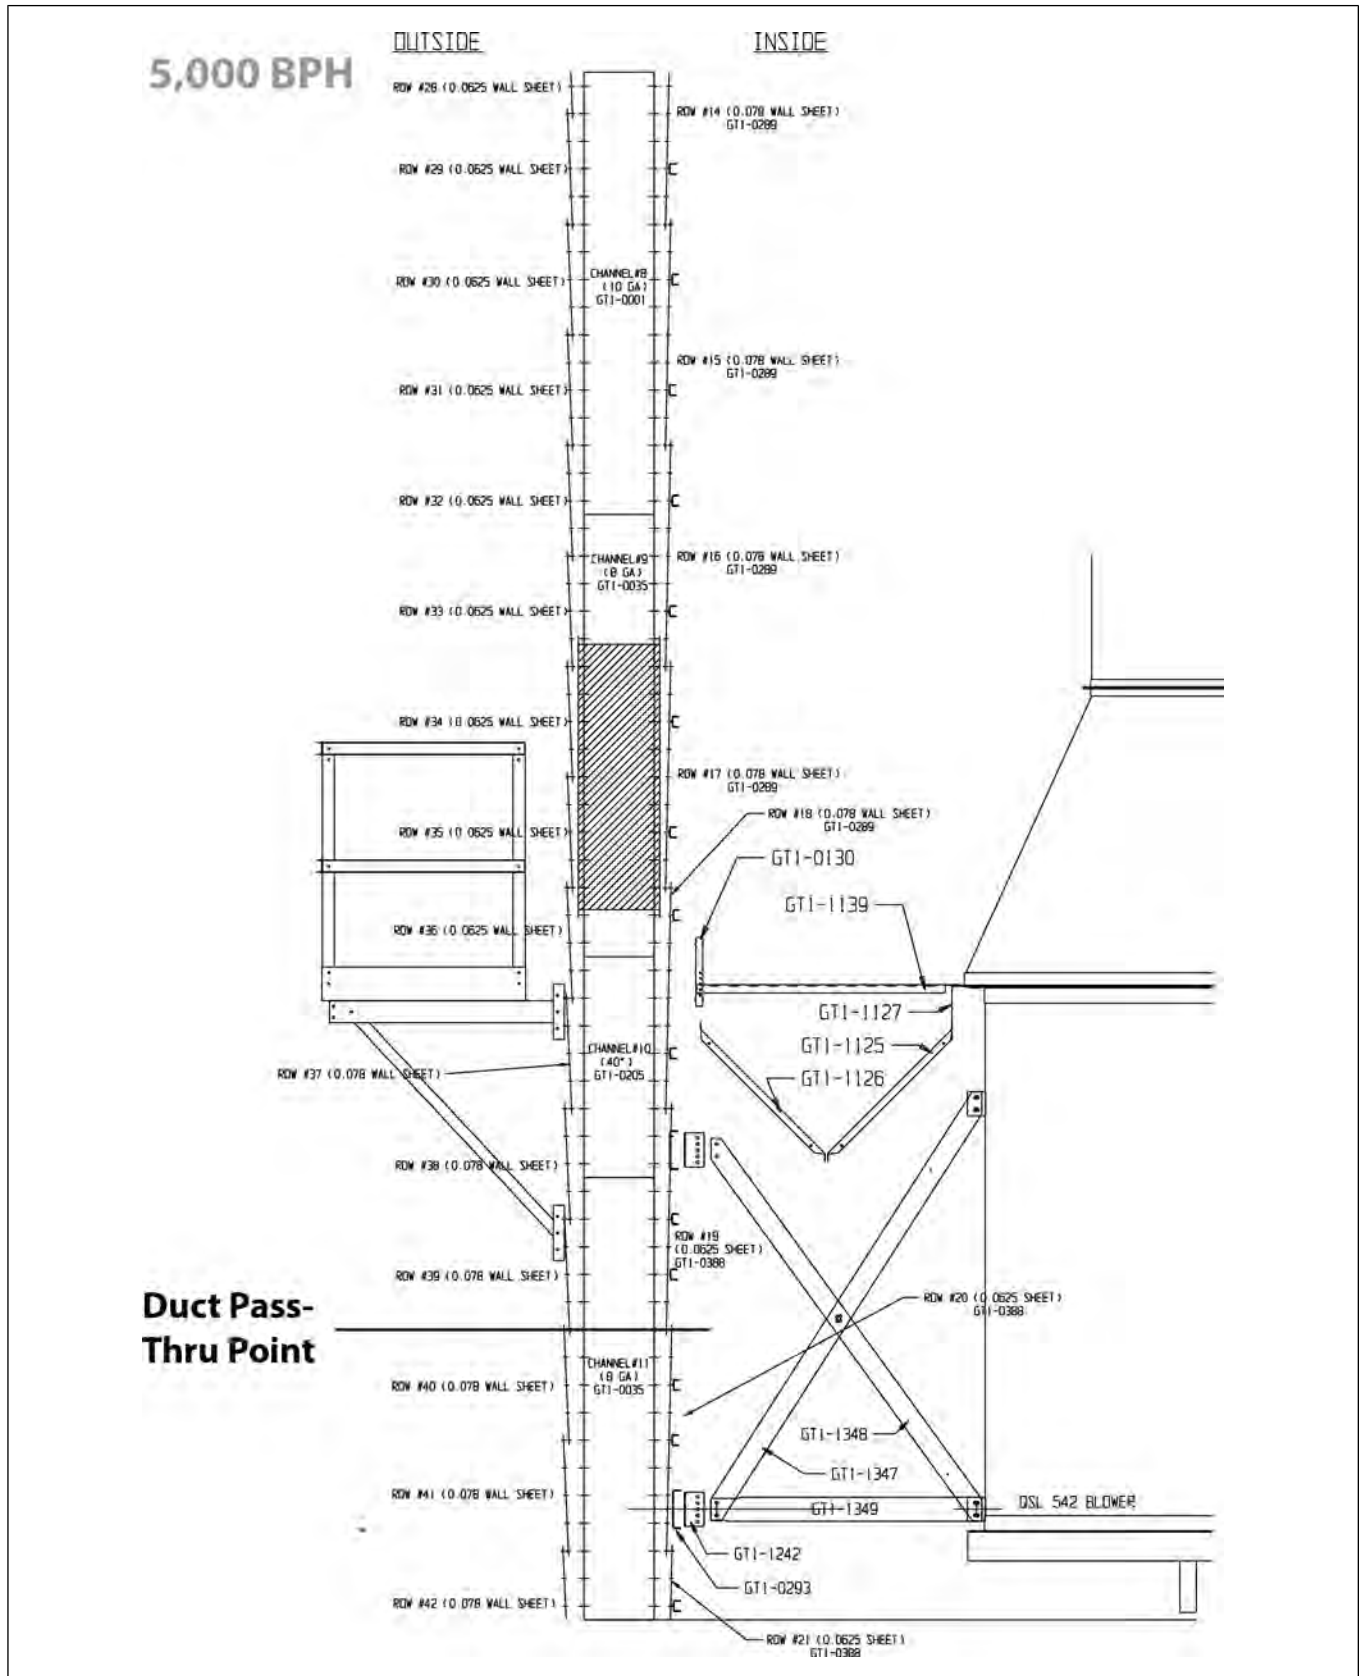 OUTSIDE
INSIDE
5,000 BPH
ROW #28 (0.0625 WALL SHEET)
ROW #14 (0.078 WALL SHEET)
GT1-0289
ROW #29 (0.0625 WALL SHEET)
ROW #30 (0.0625 WALL SHEET)
CHANNEL#8
(10 GA)
GT1-0001
ROW #15 (0.078 WALL SHEET)
GT1-0289
ROW #31 (0.0625 WALL SHEET)
ROW #32 (0.0625 WALL SHEET)
CHANNEL#9
(8 GA)
GT1-0035
ROW #16 (0.078 WALL SHEET)
GT1-0289
ROW #33 (0.0625 WALL SHEET)
ROW #34 (0.0625 WALL SHEET)
ROW #17 (0.078 WALL SHEET)
GT1-0289
ROW #18 (0.078 WALL SHEET)
GT1-0289
ROW #35 (0.0625 WALL SHEET)
GT1-0130
GT1-1139
ROW #36 (0.0625 WALL SHEET)
GT1-1127
GT1-1125
GT1-1126
CHANNEL#10
(40")
GT1-0205
ROW #37 (0.078 WALL SHEET)
ROW #38 (0.078 WALL SHEET)
ROW #19
(0.0625 SHEET)
GT1-0388
ROW #39 (0.078 WALL SHEET)
ROW #20 (0.0625 SHEET)
GT1-0388
Duct Pass-
Thru Point
CHANNEL#11
(8 GA)
GT1-0035
ROW #40 (0.078 WALL SHEET)
GT1-1348
GT1-1347
ROW #41 (0.078 WALL SHEET)
GT1-1349
QSL 542 BLOWER
GT1-1242
GT1-0293
ROW #42 (0.078 WALL SHEET)
ROW #21 (0.0625 SHEET)
GT1-0388